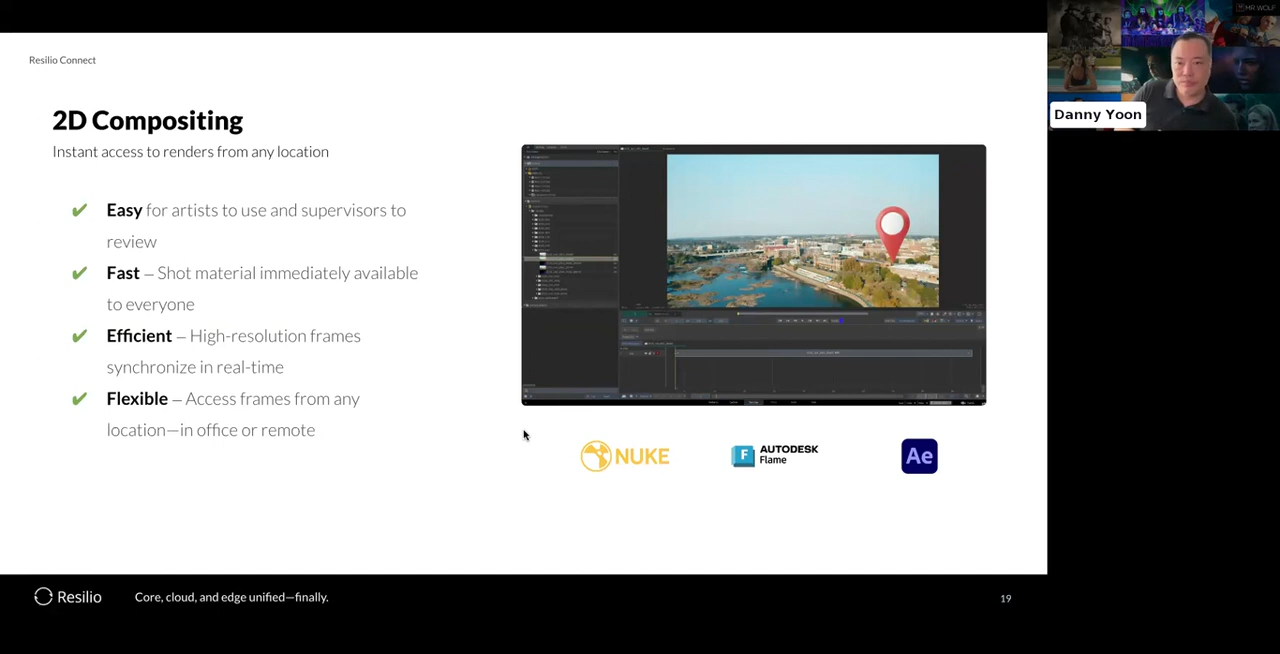 Resilio Connect
MR WOLF
Danny Yoon
2D Compositing
Instant access to renders from any location
✔ Easy for artists to use and supervisors to
review
✔ Fast – Shot material immediately available
to everyone
✔ Efficient – High-resolution frames
synchronize in real-time
✔ Flexible – Access frames from any
location—in office or remote
NUKE
F AUTODESK
Flame
Ae
Resilio
Core, cloud, and edge unified—finally.
19